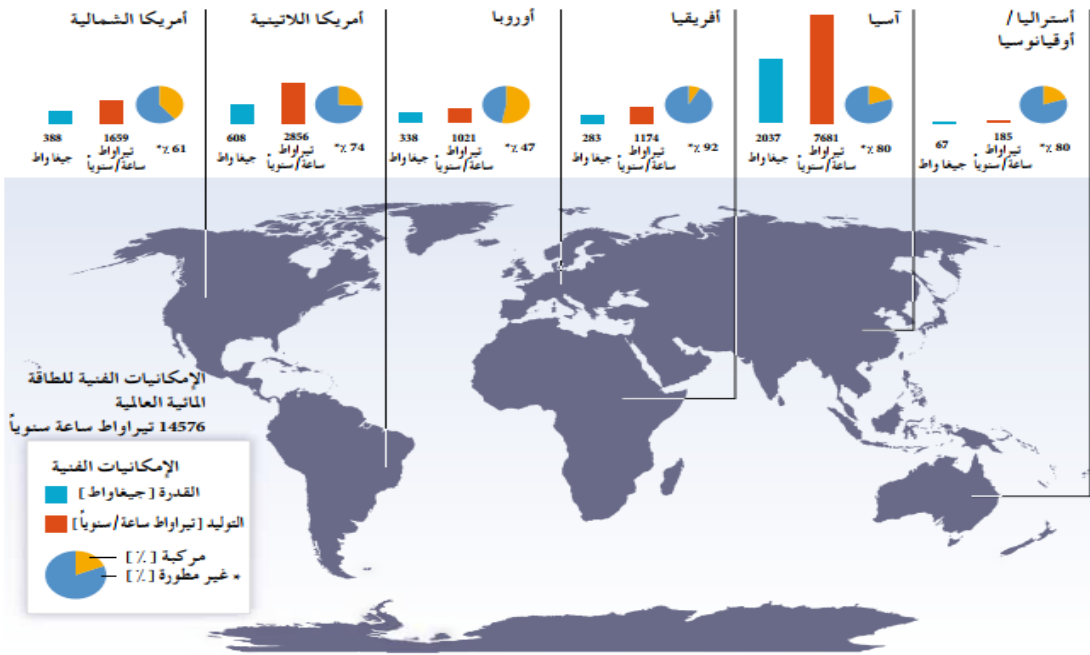 أستراليا /
أوقيانوسيا
185
67
تيراواط
ساعة/سنوياً
جيغاواط
80 ٪*
آسيا
7681
2037
تيراواط
ساعة/سنوياً
جيغاواط
80 ٪*
أفريقيا
1174
283
تيراواط
ساعة/سنوياً
جيغاواط
92 ٪*
أوروبا
1021
338
تيراواط
ساعة/سنوياً
جيغاواط
47 ٪*
أمريكا اللاتينية
2856
608
تيراواط
ساعة/سنوياً
جيغاواط
74 ٪*
أمريكا الشمالية
1659
388
تيراواط
ساعة/سنوياً
جيغاواط
61 ٪*
الإمكانيات الفنية للطاقة
المائية العالمية
14576 تيراواط ساعة سنوياً
الإمكانيات الفنية
القدرة [جيغاواط]
التوليد [تيراواط ساعة/سنوياً]
مركبة [٪]
* غير مطورة [٪]